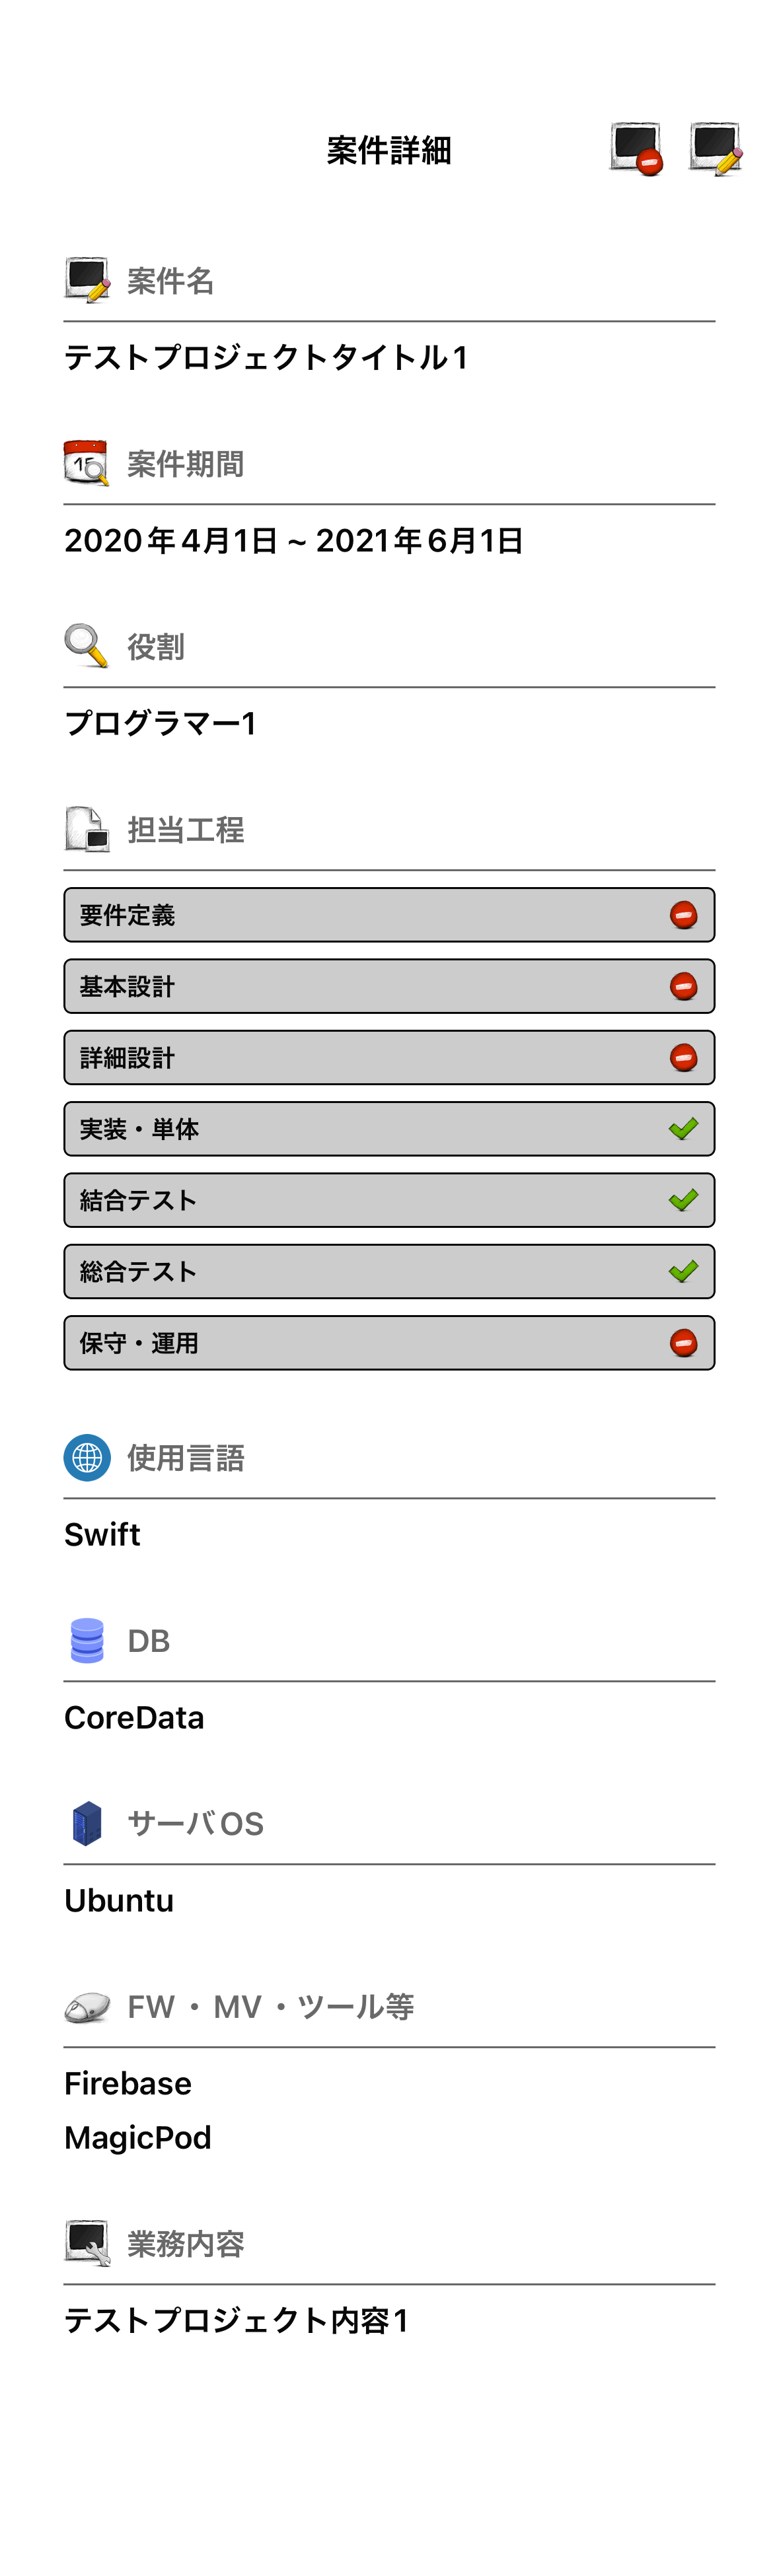 案件詳細
案件名
テストプロジェクトタイトル1
15
案件期間
2020年4月1日 ~ 2021年6月1日
役割
プログラマー1
担当工程
要件定義
基本設計
詳細設計
実装・単体
結合テスト
総合テスト
保守・運用
使用言語
Swift
DB
CoreData
サーバOS
Ubuntu
FW・MV・ツール等
Firebase
MagicPod
業務内容
テストプロジェクト内容1